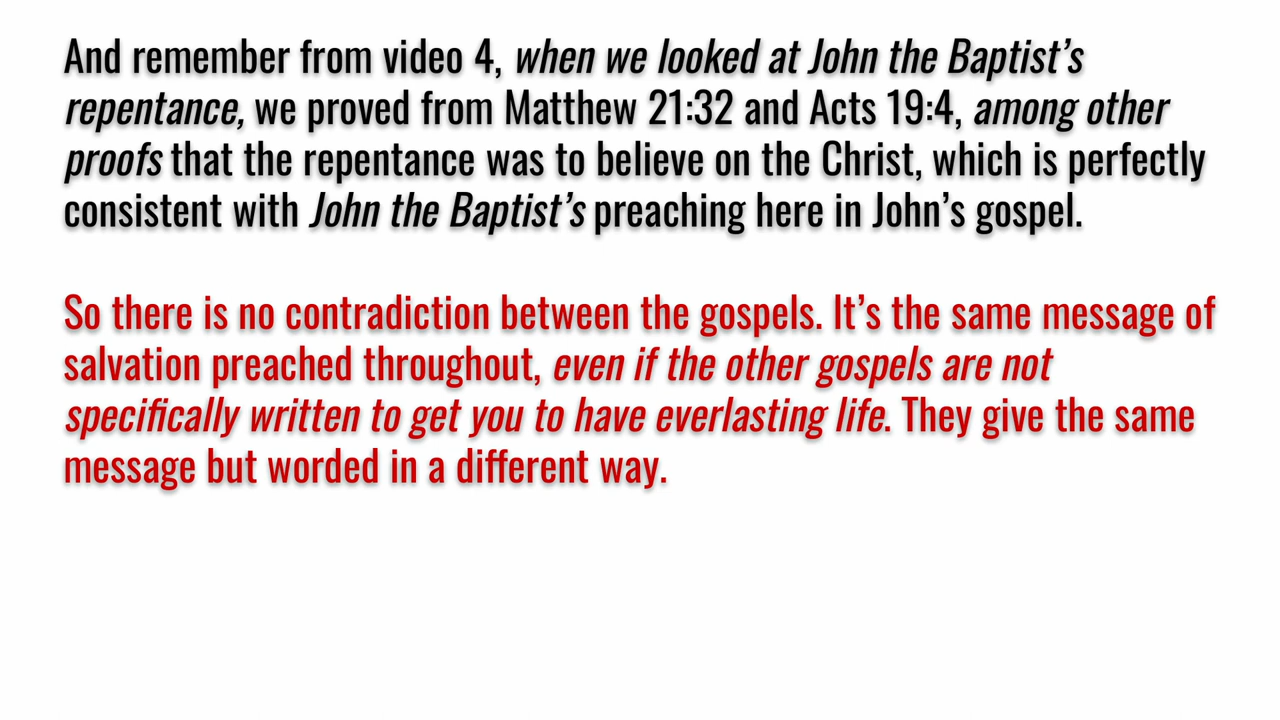 And remember from video 4, when we looked at John the Baptist’s
repentance, we proved from Matthew 21:32 and Acts 19:4, among other
proofs that the repentance was to believe on the Christ, which is perfectly
consistent with John the Baptist’s preaching here in John’s gospel.
So there is no contradiction between the gospels. It’s the same message of
salvation preached throughout, even if the other gospels are not
specifically written to get you to have everlasting life. They give the same
message but worded in a different way.